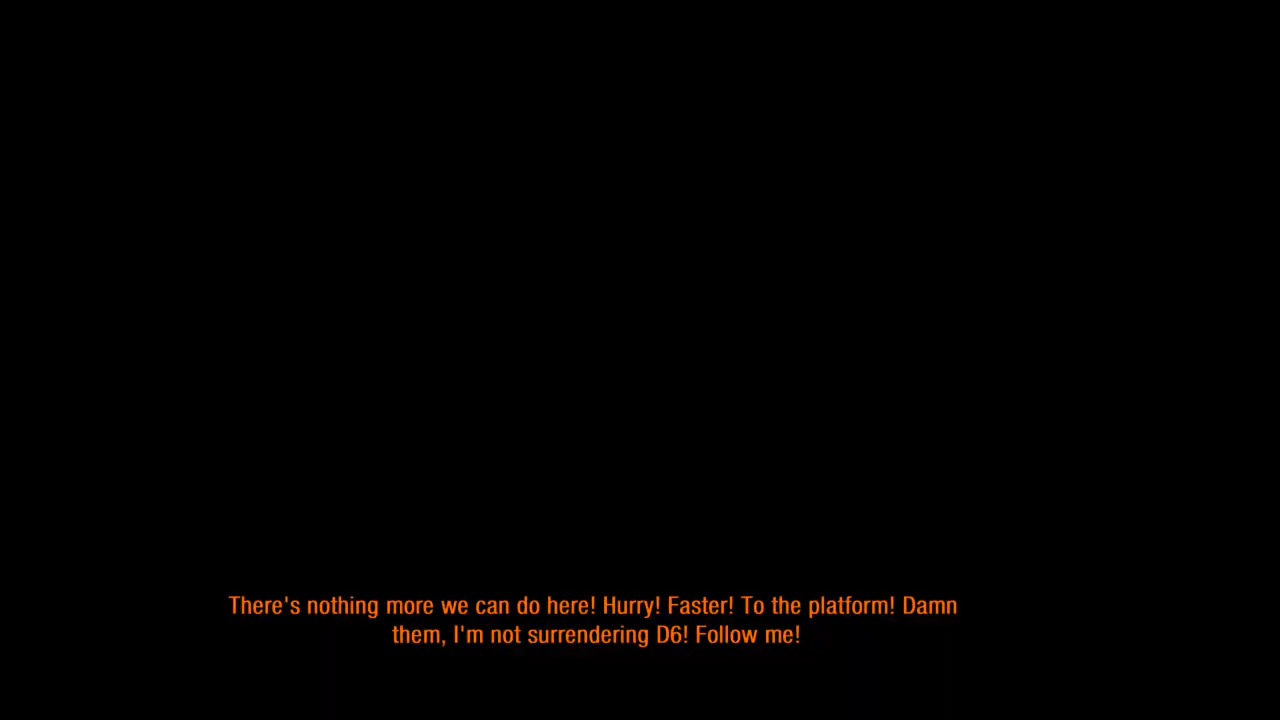 There's nothing more we can do here! Hurry! Faster! To the platform! Damn
them, I'm not surrendering D6! Follow me!